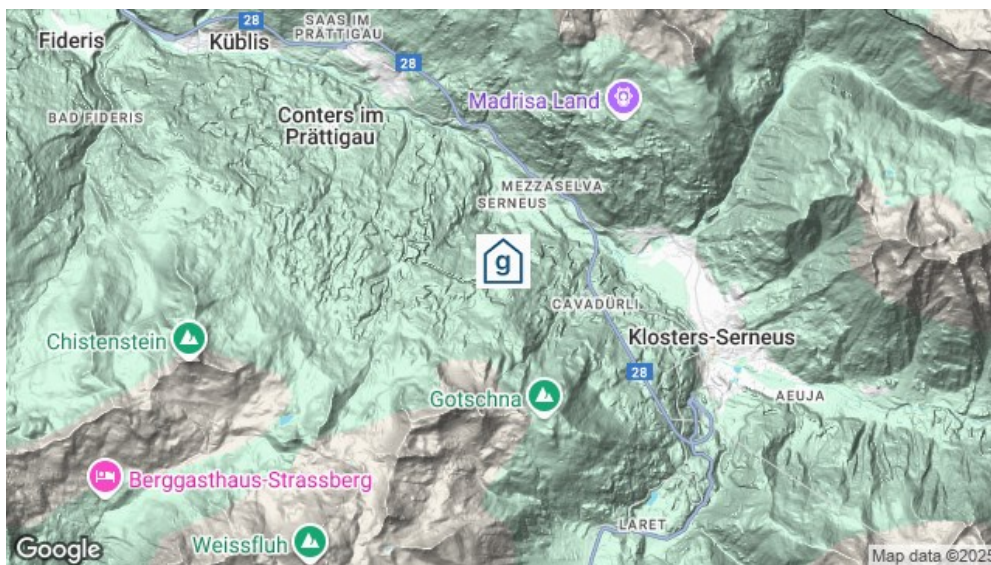 28
SAAS IM
PRÄTTIGAU
Fideris
Küblis
28
Madrisa Land
Conters im
Prättigau
BAD FIDERIS
MEZZASELVA
SERNEUS
g
CAVADÜRLI
Klosters-Serneus
Chistenstein
28
Gotschna
AEUJA
Berggasthaus-Strassberg
LARET
Weissfluh
Google
Map data ©2025